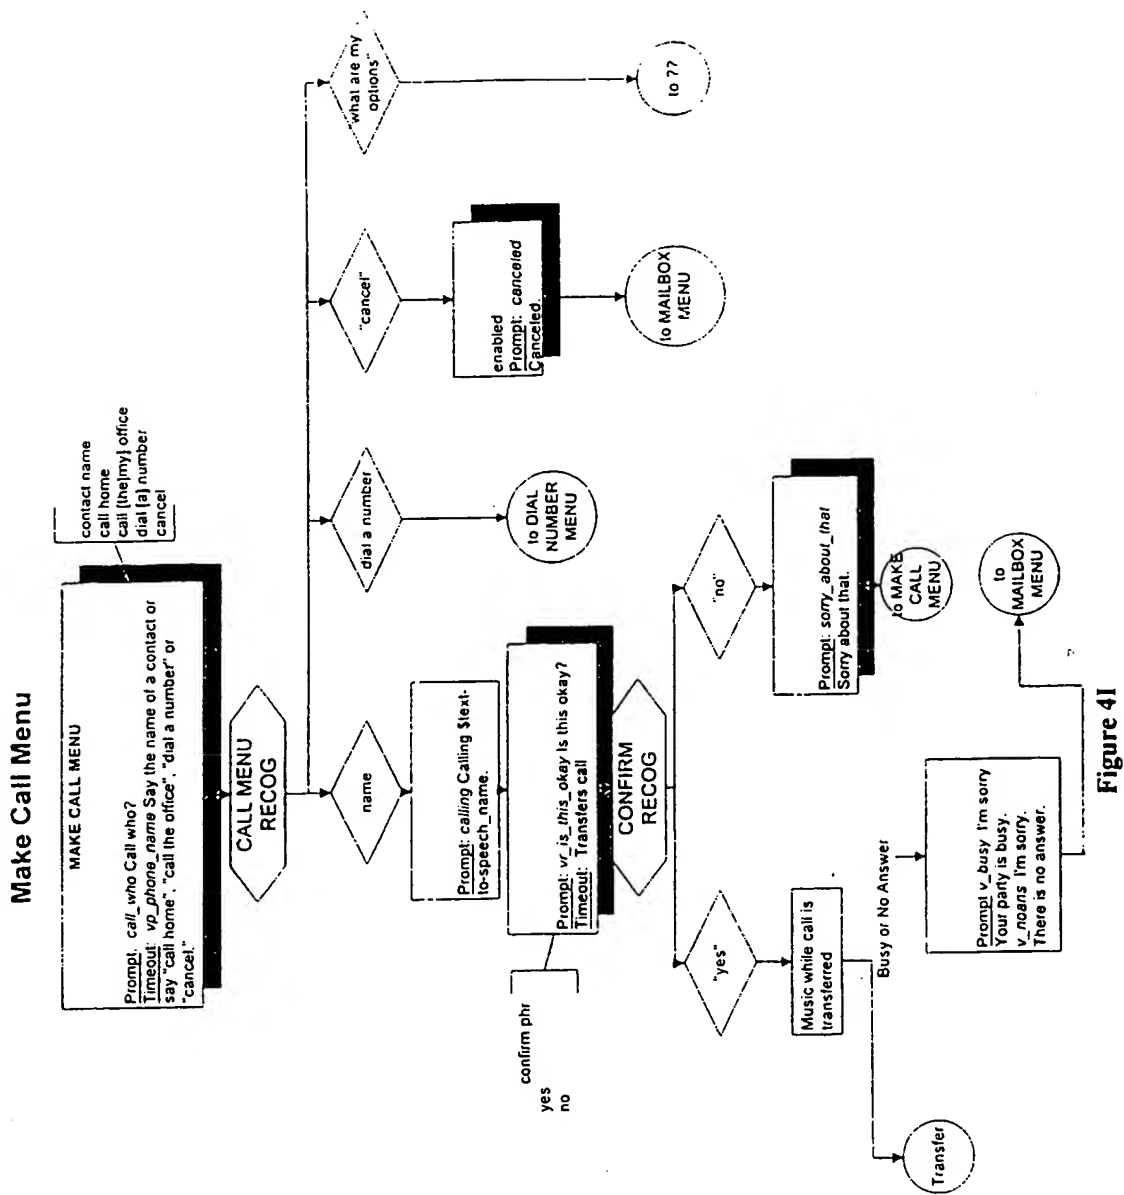 Make Call Menu
MAKE CALL MENU
Prompt: call_who Call who?
Timeout: vp_phone_name Say the name of a contact or
say "call home", "call the office", "dial a number" or
"cancel."
contact name
call home
call [the|my] office
dial [a] number
cancel
CALL MENU
RECOG
name
dial a number
"cancel"
"what are my
options"
Prompt: calling Calling $text-
to-speech_name.
to DIAL
NUMBER
MENU
enabled
Prompt: canceled
Canceled.
to MAILBOX
MENU
to ??
Prompt: vr_is_this_okay Is this okay?
Timeout: Transfers call
confirm phr
yes
no
CONFIRM
RECOG
"yes"
"no"
Music while call is
transferred
Prompt: sorry_about_that
Sorry about that.
to MAKE
CALL
MENU
Busy or No Answer
Transfer
Prompt v_busy I'm sorry
Your party is busy.
v_noans I'm sorry.
There is no answer.
to
MAILBOX
MENU
Figure 4I